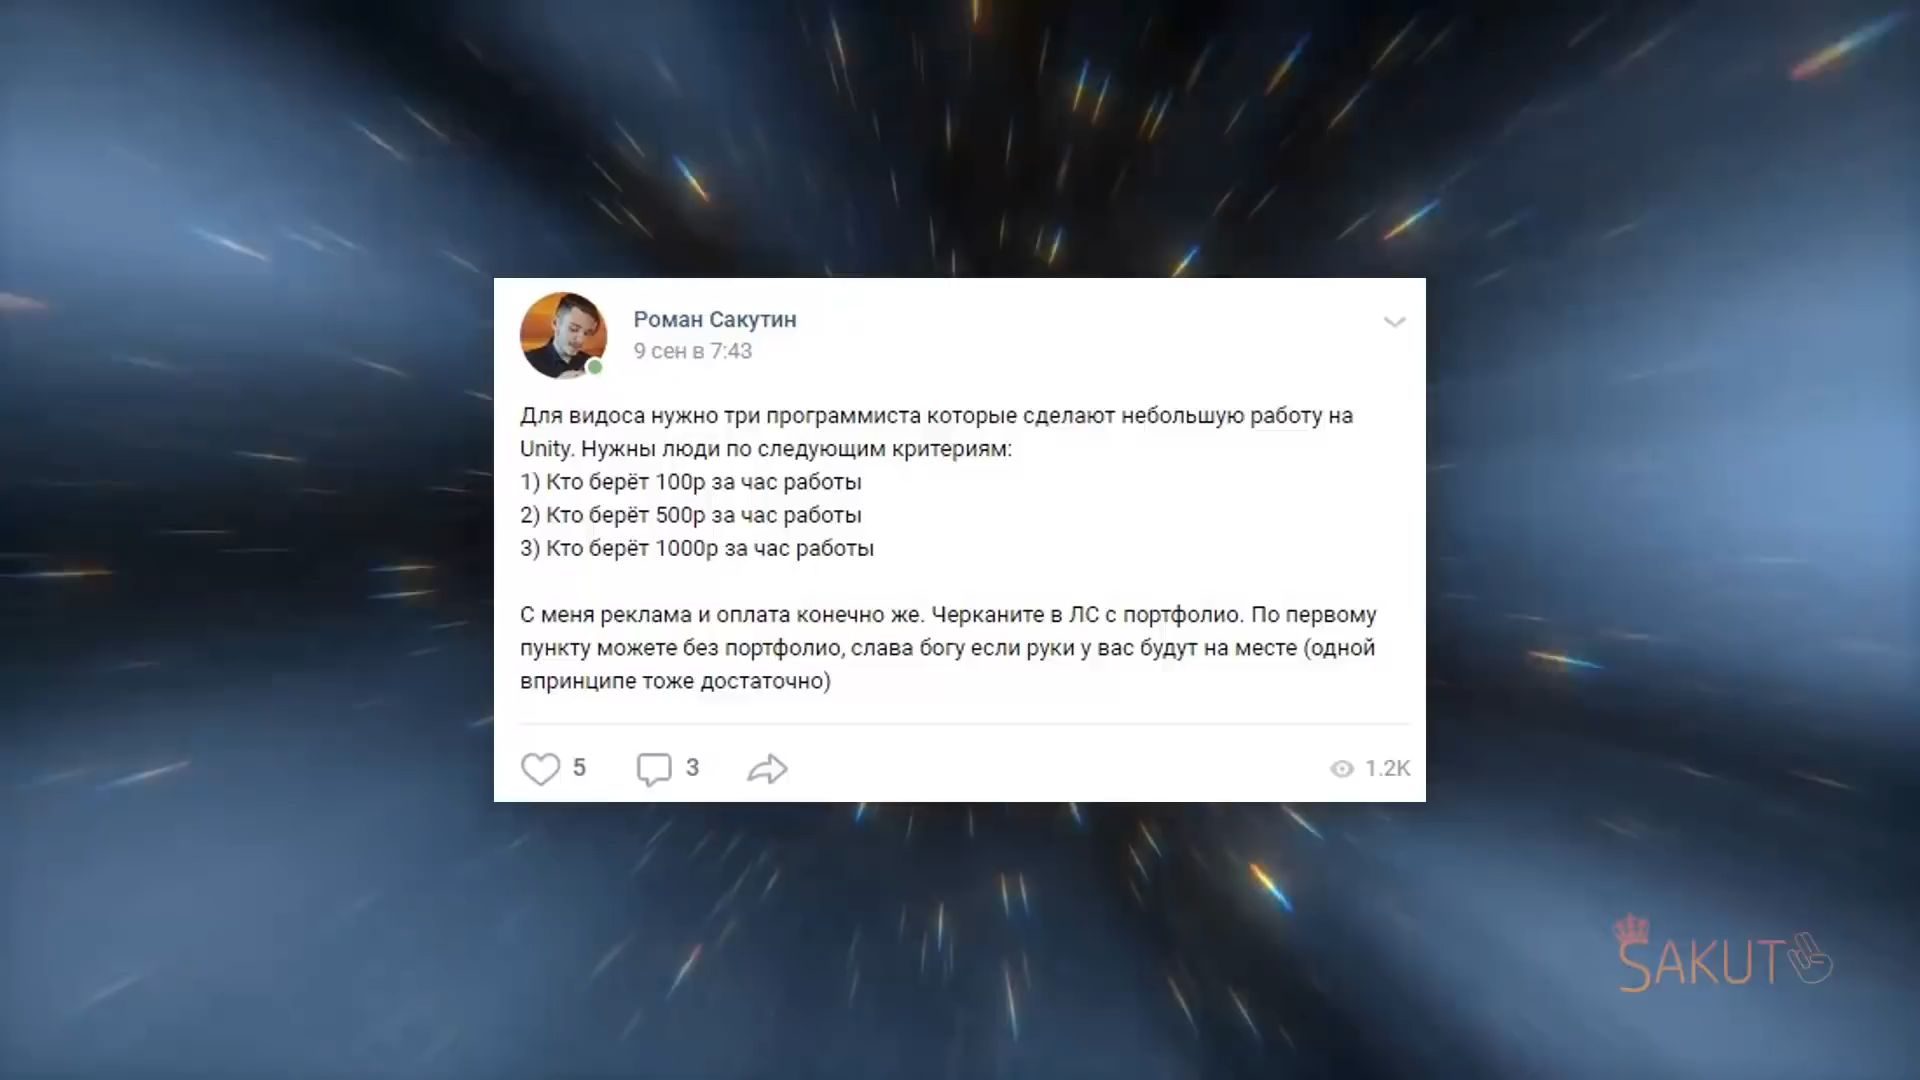 Роман Сакутин
9 сен в 7:43
Для видоса нужно три программиста которые сделают небольшую работу на
Unity. Нужны люди по следующим критериям:
1) Кто берёт 100р за час работы
2) Кто берёт 500р за час работы
3) Кто берёт 1000р за час работы
С меня реклама и оплата конечно же. Черканите в ЛС с портфолио. По первому
пункту можете без портфолио, слава богу если руки у вас будут на месте (одной
впринципе тоже достаточно)
5 3 1.2K
SAKUT